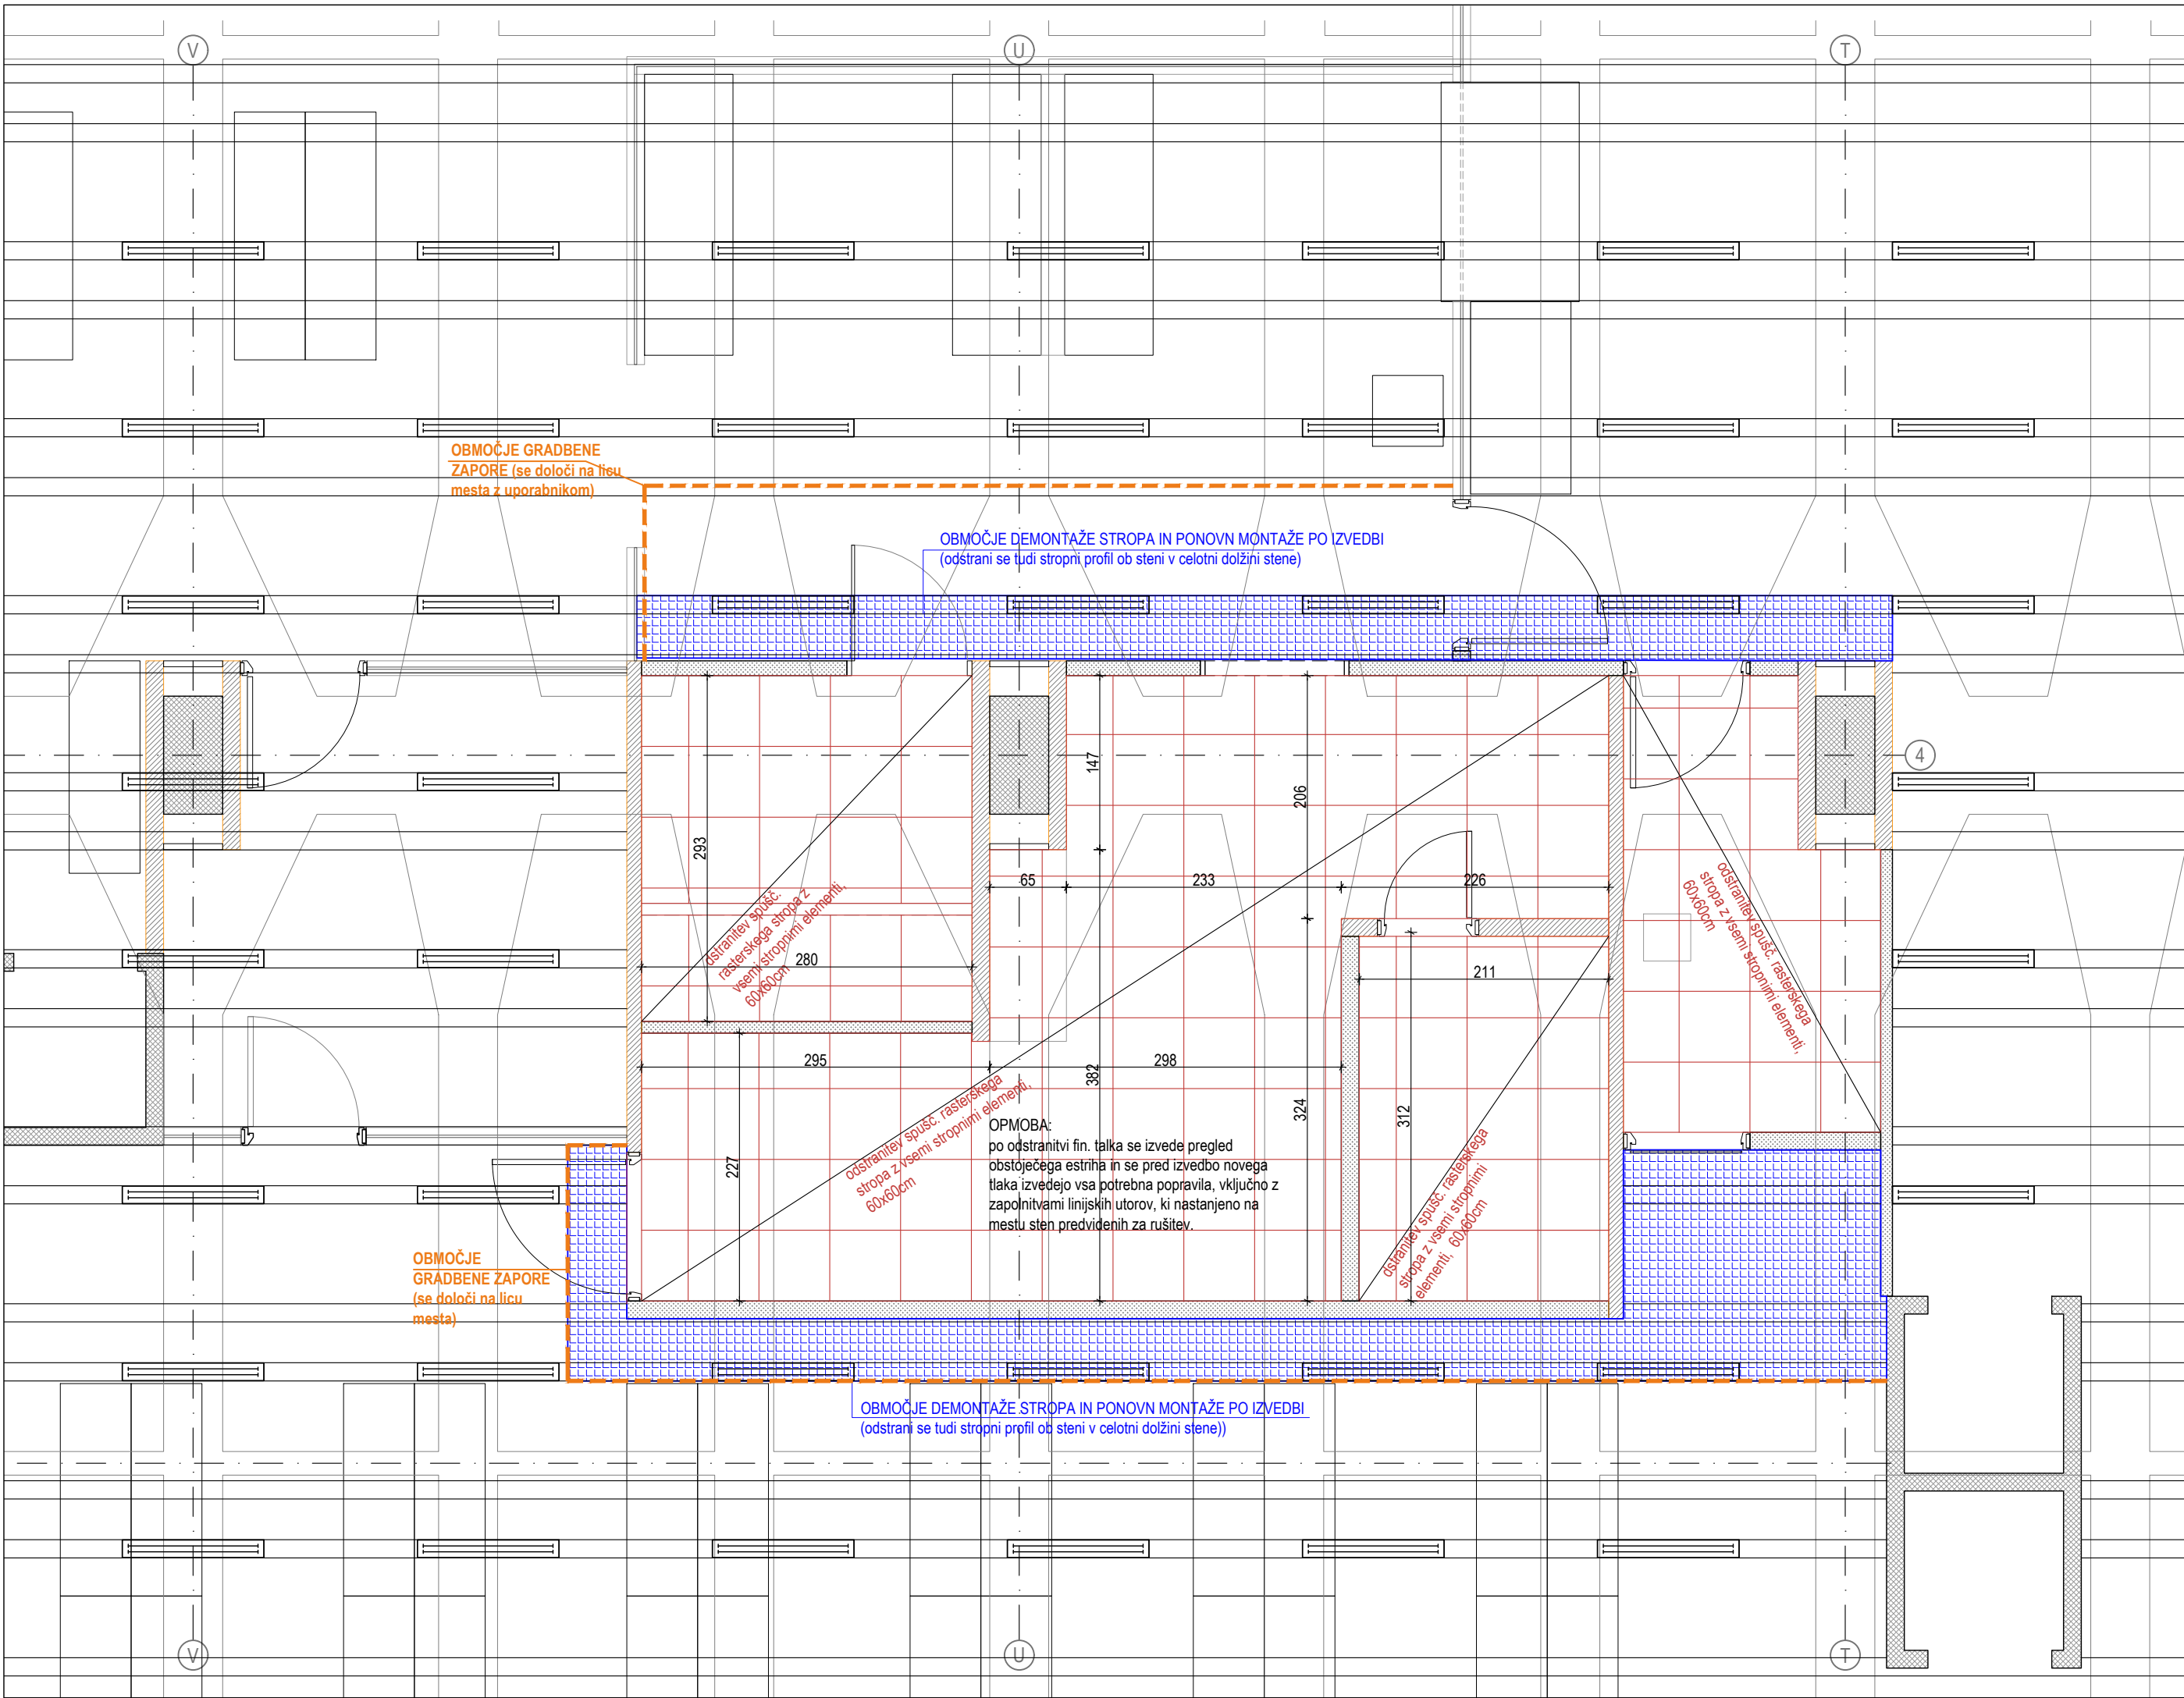 V
U
T
OBMOČJE GRADBENE
ZAPORE (se določi na licu
mesta z uporabnikom)
OBMOČJE DEMONTAŽE STROPA IN PONOVN MONTAŽE PO IZVEDBI
(odstrani se tudi stropni profil ob steni v celotni dolžini stene)
4
147
206
293
65
233
226
dstranitev spušč.
rasterskega stropa z
vsemi stropnimi elementi,
60x60cm
280
211
odstranitev spušč. rasterskega
stropa z vsemi stropnimi elementi,
60x60cm
295
298
382
324
312
227
odstranitev spušč. rasterskega
stropa z vsemi stropnimi elementi,
60x60cm
OPMOBA:
po odstranitvi fin. talka se izvede pregled
obstoječega estriha in se pred izvedbo novega
tlaka izvedejo vsa potrebna popravila, vključno z
zapolnitvami linijskih utorov, ki nastanjeno na
mestu sten predvidenih za rušitev.
dstranitev spušč. rasterskega
stropa z vsemi stropnimi
elementi, 60x60cm
OBMOČJE
GRADBENE ZAPORE
(se določi na licu
mesta)
OBMOČJE DEMONTAŽE STROPA IN PONOVN MONTAŽE PO IZVEDBI
(odstrani se tudi stropni profil ob steni v celotni dolžini stene))
V
U
T